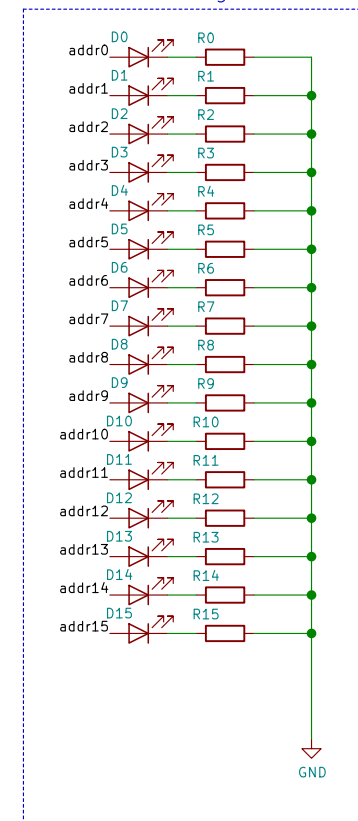 D0 R0
addr0
D1 R1
addr1
D2 R2
addr2
D3 R3
addr3
D4 R4
addr4
D5 R5
addr5
D6 R6
addr6
D7 R7
addr7
D8 R8
addr8
D9 R9
addr9
D10 R10
addr10
D11 R11
addr11
D12 R12
addr12
D13 R13
addr13
D14 R14
addr14
D15 R15
addr15
GND